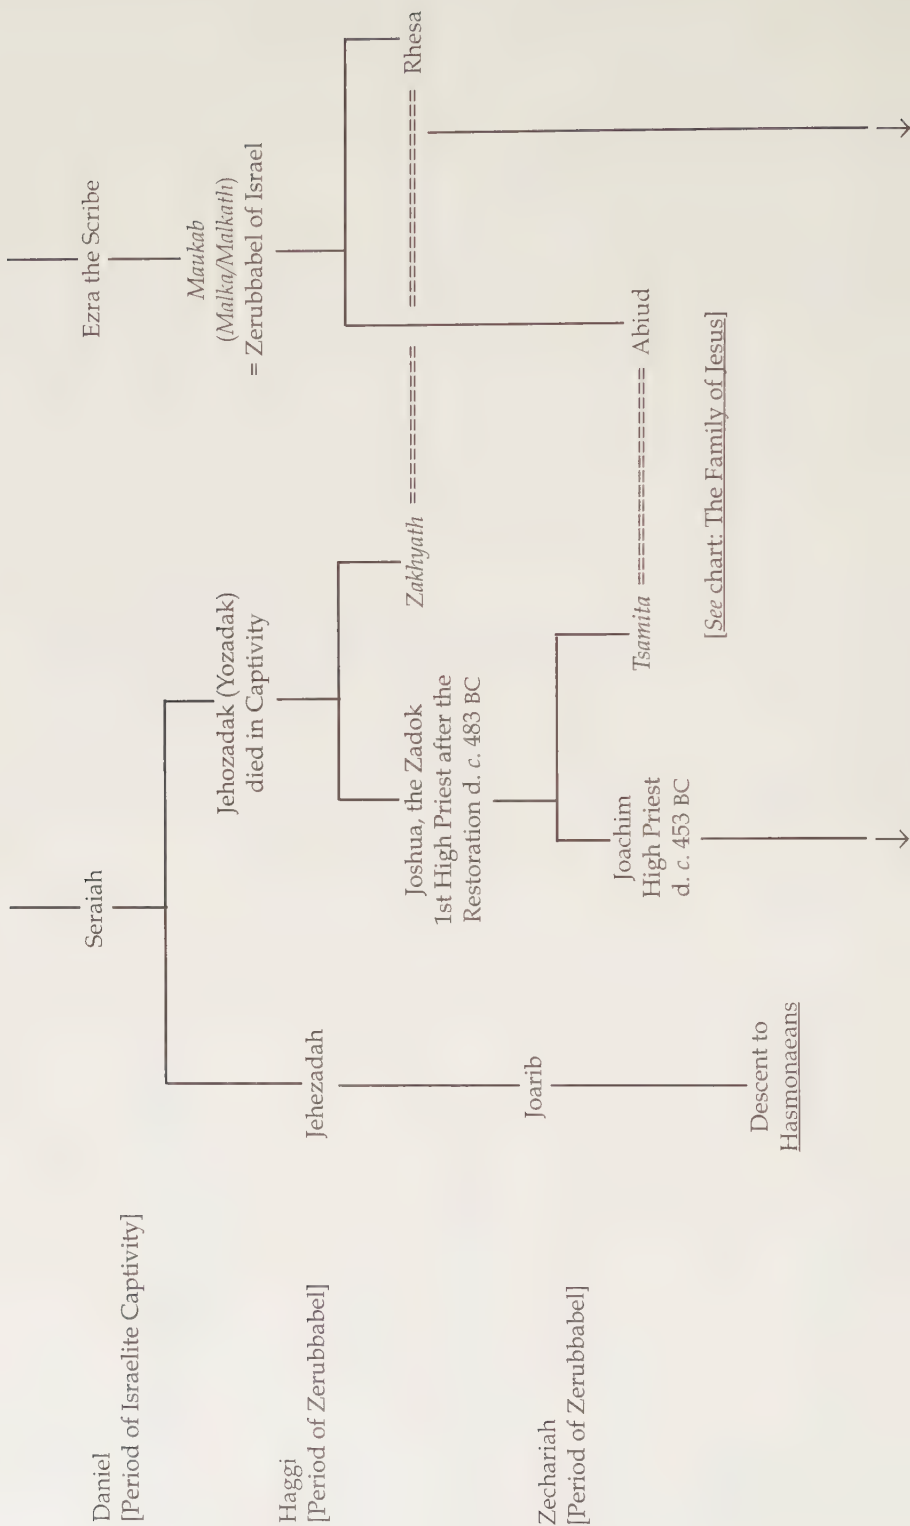 Daniel
[Period of Israelite Captivity]
Haggi
[Period of Zerubbabel]
Zechariah
[Period of Zerubbabel]
Seraiah
Jehezadah
Joarib
Descent to
Hasmonaeans
Jehozadak (Yozadak)
died in Captivity
Joshua, the Zadok
1st High Priest after the
Restoration d. c. 483 BC
Joachim
High Priest
d. c. 453 BC
Zakhyath =========== =================== Rhesa
Tsamita ================== Abiud
[See chart: The Family of Jesus]
Ezra the Scribe
Maukab
(Malka/Malkath)
= Zerubbabel of Israel